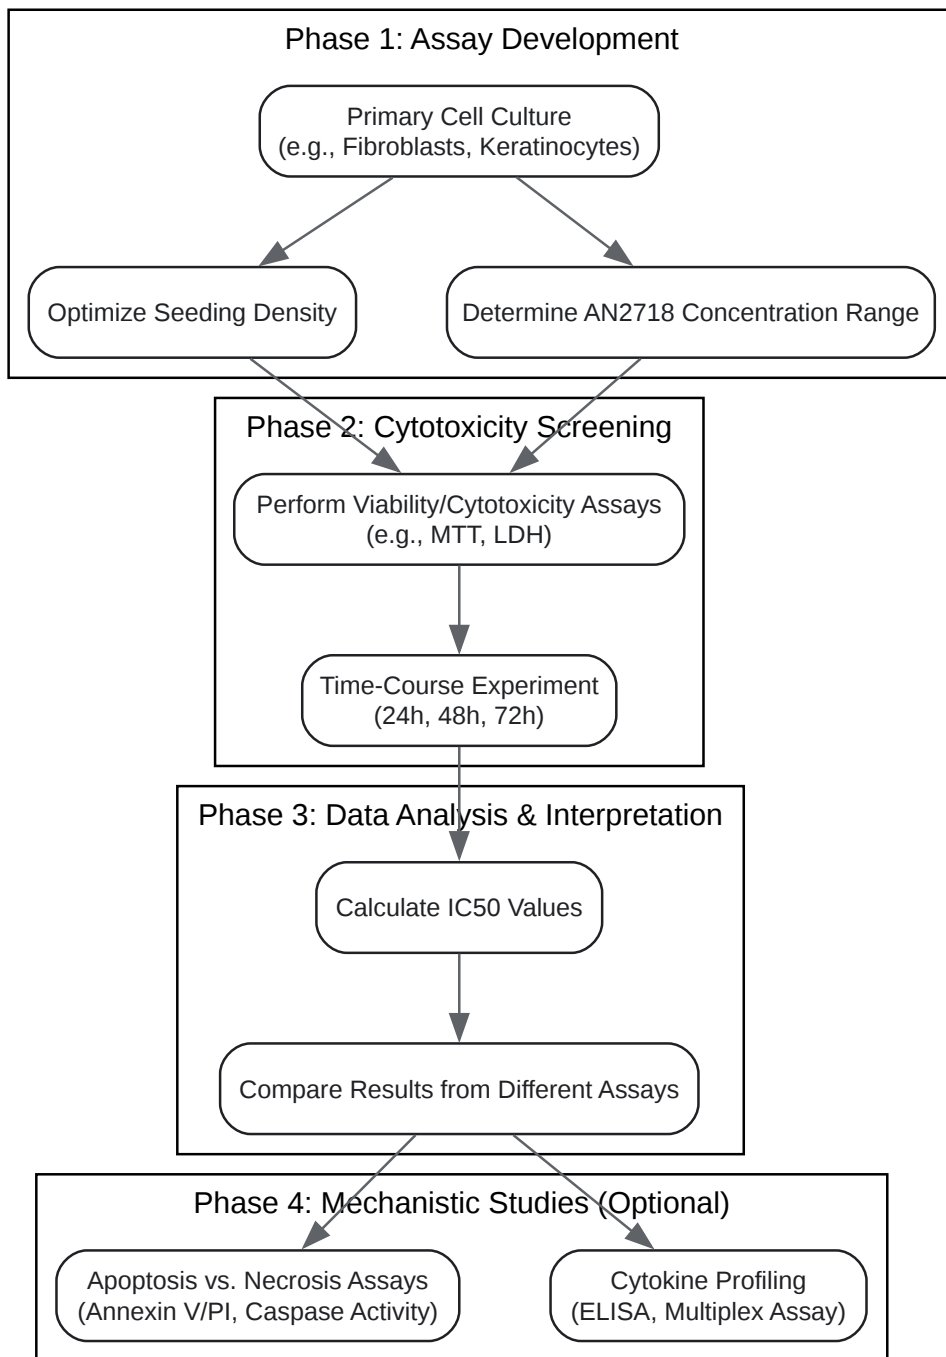 Phase 1: Assay Development
Primary Cell Culture
(e.g., Fibroblasts, Keratinocytes)
Optimize Seeding Density
Determine AN2718 Concentration Range
Phase 2: Cytotoxicity Screening
Perform Viability/Cytotoxicity Assays
(e.g., MTT, LDH)
Time-Course Experiment
(24h, 48h, 72h)
Phase 3: Data Analysis & Interpretation
Calculate IC50 Values
Compare Results from Different Assays
Phase 4: Mechanistic Studies (Optional)
Apoptosis vs. Necrosis Assays
(Annexin V/PI, Caspase Activity)
Cytokine Profiling
(ELISA, Multiplex Assay)